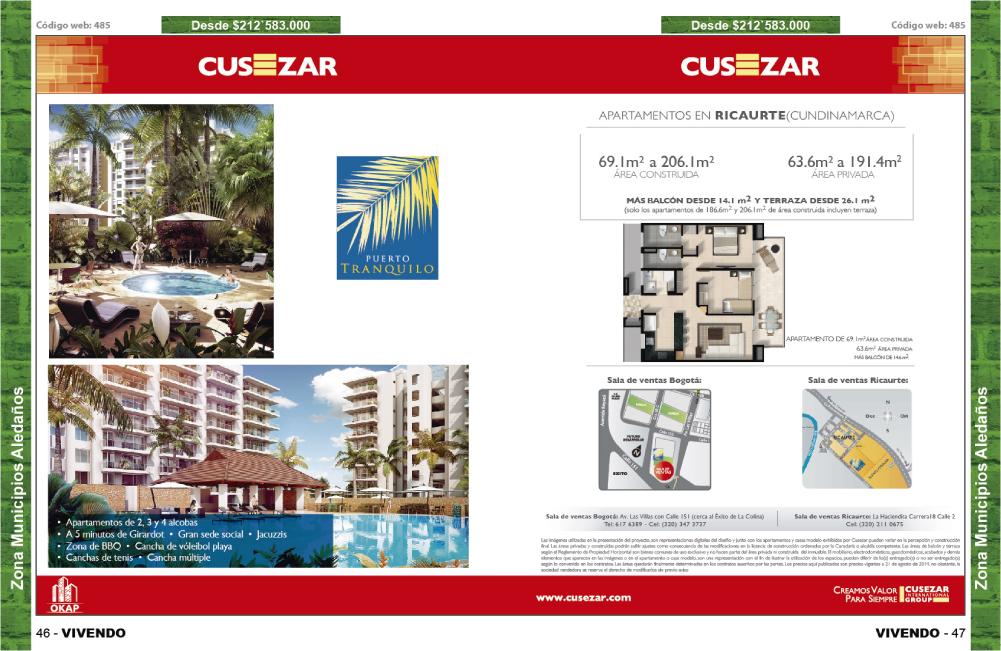 Código web: 485
Desde $212`583.000
Desde $212`583.000
Código web: 485
CUSEZAR
CUSEZAR
Zona Municipios Aledaños
PUERTO
TRANQUILO
• Apartamentos de 2, 3 y 4 alcobas
• A 5 minutos de Girardot • Gran sede social • Jacuzzis
• Zona de BBQ • Cancha de vóleibol playa
• Canchas de tenis • Cancha múltiple
APARTAMENTOS EN RICAURTE(CUNDINAMARCA)
69.1m² a 206.1m²
ÁREA CONSTRUIDA
63.6m² a 191.4m²
ÁREA PRIVADA
MÁS BALCÓN DESDE 14.1 m² Y TERRAZA DESDE 26.1 m²
(solo los apartamentos de 186.6m² y 206.1m² de área construida incluyen terraza)
APARTAMENTO DE 69.1m² ÁREA CONSTRUIDA
63.6m² ÁREA PRIVADA
MÁS BALCÓN DE 14.6 m²
Sala de ventas Bogotá:
Sala de ventas Ricaurte:
ÉXITO
RICAURTE
N
Sala de ventas Bogotá: Av. Las Villas con Calle 151 (cerca al Éxito de La Colina)
Tel: 617 6389 - Cel: (320) 347 3727
Sala de ventas Ricaurte: La Hacienda Carrera18 Calle 2
Cel: (320) 211 0675
Zona Municipios Aledaños
OKAP
www.cusezar.com
CREAMOS VALOR
PARA SIEMPRE
CUSEZAR
INTERNATIONAL
GROUP
46 - VIVENDO
VIVENDO - 47